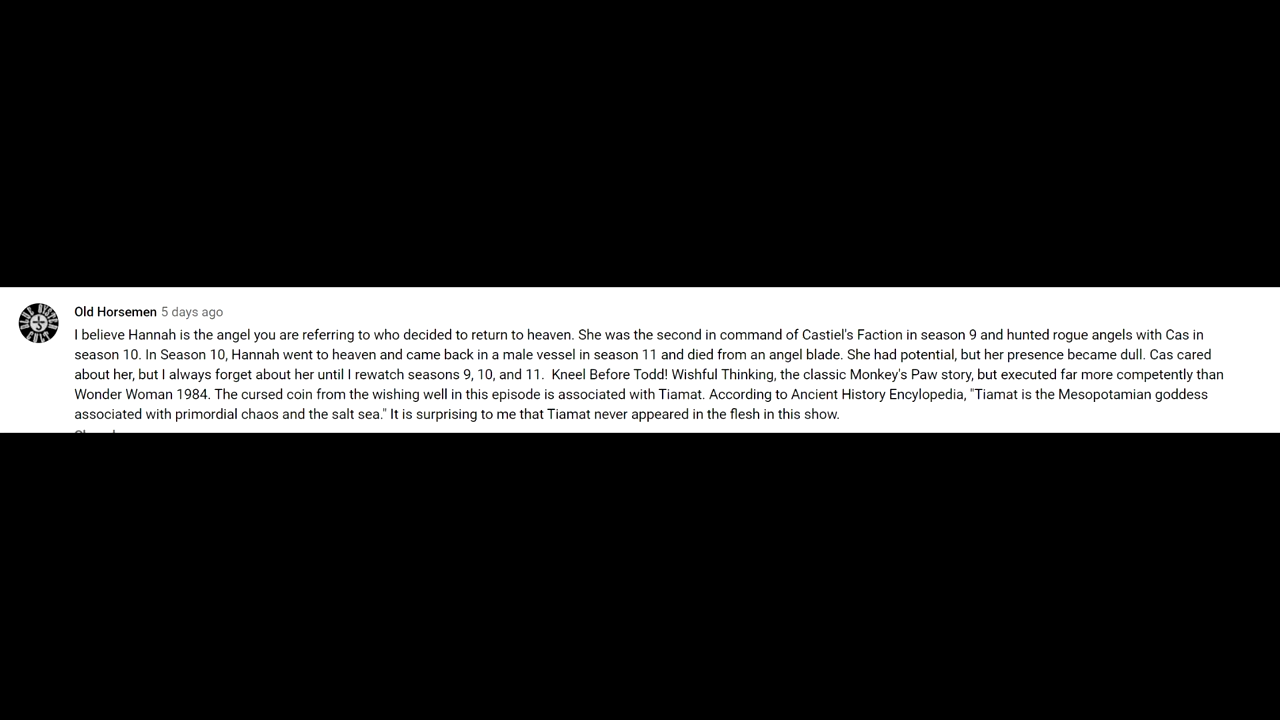 Old Horsemen 5 days ago
I believe Hannah is the angel you are referring to who decided to return to heaven. She was the second in command of Castiel's Faction in season 9 and hunted rogue angels with Cas in
season 10. In Season 10, Hannah went to heaven and came back in a male vessel in season 11 and died from an angel blade. She had potential, but her presence became dull. Cas cared
about her, but I always forget about her until I rewatch seasons 9, 10, and 11.  Kneel Before Todd! Wishful Thinking, the classic Monkey's Paw story, but executed far more competently than
Wonder Woman 1984. The cursed coin from the wishing well in this episode is associated with Tiamat. According to Ancient History Encylopedia, "Tiamat is the Mesopotamian goddess
associated with primordial chaos and the salt sea." It is surprising to me that Tiamat never appeared in the flesh in this show.